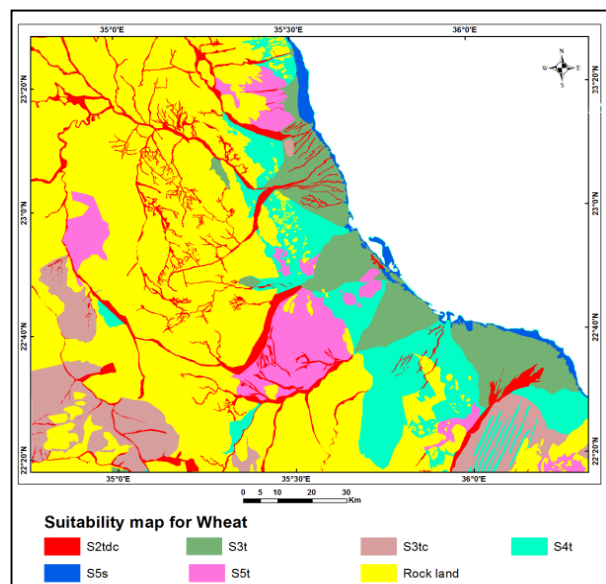 35°0'E 35°30'E 36°0'E
N
W E
S
23°20'N 23°20'N
23°0'N 23°0'N
22°40'N 22°40'N
22°20'N 22°20'N
35°0'E 35°30'E 36°0'E
0 5 10 20 30
Km
Suitability map for Wheat
S2tdc S3t S3tc S4t
S5s S5t Rock land